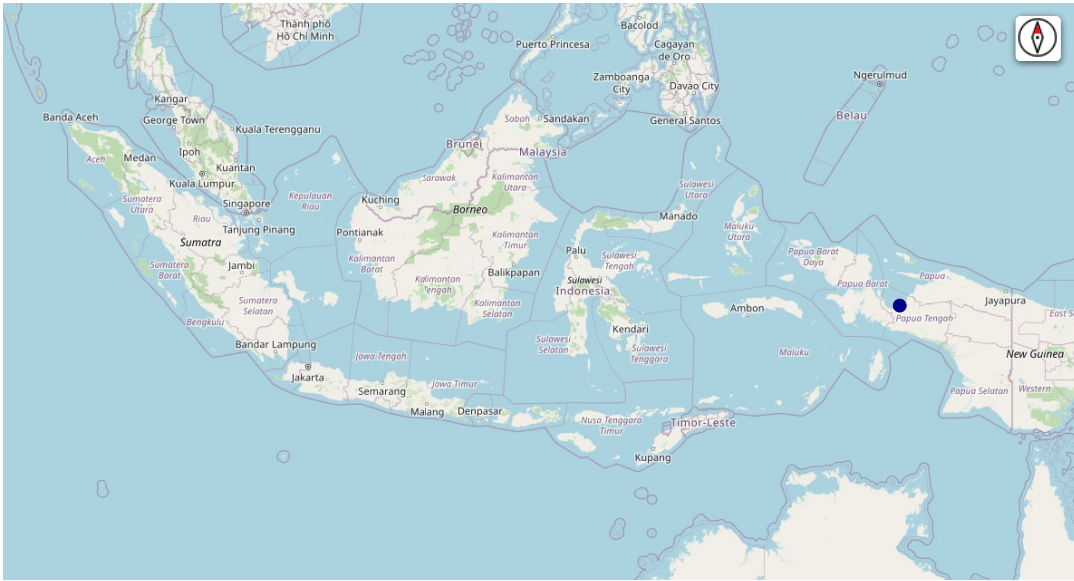 Thành phố
Hồ Chí Minh
Bacolod
Puerto Princesa
Cagayan
de Oro
Zamboanga
City
Davao City
Ngerulmud
Kangar
George Town
Banda Aceh
Kuala Terengganu
Sabah
Sandakan
General Santos
Belau
Brunei
Malaysia
Ipoh
Medan
Aceh
Kuantan
Kuala Lumpur
Sarawak
Kalimantan
Utara
Sulawesi
Utara
Sumatera
Utara
Kepulauan
Riau
Kuching
Singapore
Borneo
Manado
Riau
Tanjung Pinang
Pontianak
Maluku
Utara
Sumatra
Kalimantan
Timur
Palu
Papua Barat
Daya
Sumatera
Barat
Jambi
Kalimantan
Barat
Balikpapan
Sulawesi
Tengah
Papua
Papua Barat
Kalimantan
Tengah
Sulawesi
Indonesia
Sumatera
Selatan
Kalimantan
Selatan
Ambon
Jayapura
East S
Bengkulu
Papua Tengah
Kendari
Bandar Lampung
Sulawesi
Selatan
Sulawesi
Tenggara
Jawa Tengah
Maluku
New Guinea
Jakarta
Semarang
Jawa Timur
Papua Selatan
Western
Malang
Denpasar
Nusa Tenggara
Timur
Timor-Leste
Kupang